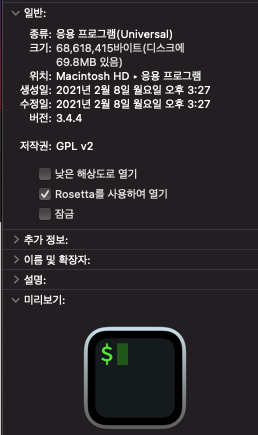 일반:
종류: 응용 프로그램(Universal)
크기: 68,618,415바이트(디스크에
69.8MB 있음)
위치: Macintosh HD ▸ 응용 프로그램
생성일: 2021년 2월 8일 월요일 오후 3:27
수정일: 2021년 2월 8일 월요일 오후 3:27
버전: 3.4.4
저작권: GPL v2
낮은 해상도로 열기
Rosetta를 사용하여 열기
잠금
추가 정보:
이름 및 확장자:
설명:
미리보기:
$